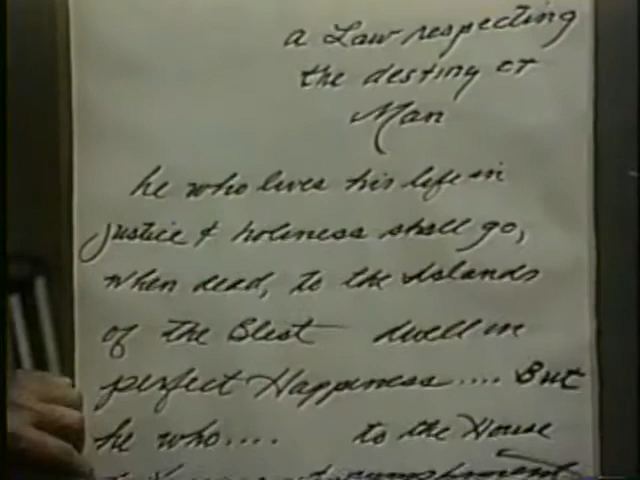 a Law respecting
the destiny of
Man
he who lives his life in
justice & holiness shall go,
when dead, to the Islands
of the Blest dwell in
perfect Happiness.... But
he who.... to the House